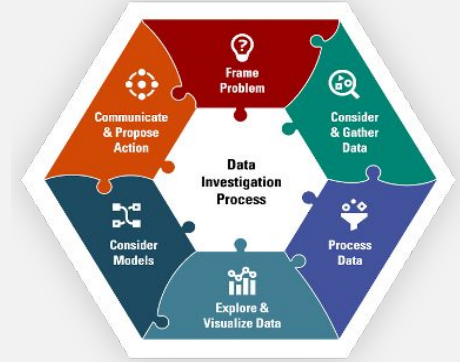 Frame
Problem
Consider
& Gather
Data
Process
Data
Explore &
Visualize Data
Consider
Models
Communicate
& Propose
Action
Data
Investigation
Process